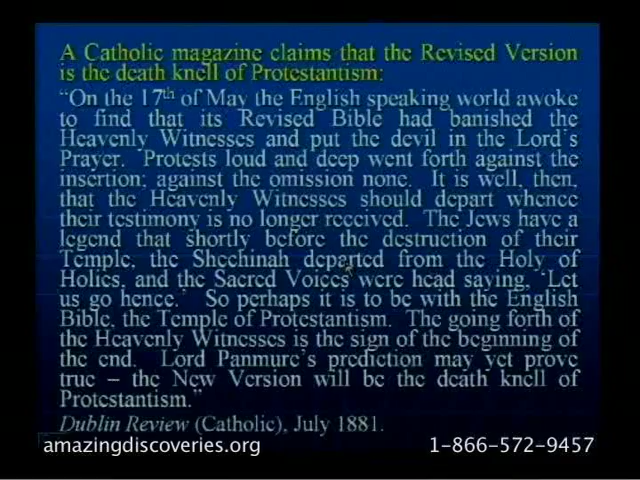 A Catholic magazine claims that the Revised Version
is the death knell of Protestantism:
“On the 17th of May the English speaking world awoke
to find that its Revised Bible had banished the
Heavenly Witnesses and put the devil in the Lord's
Prayer. Protests loud and deep went forth against the
insertion; against the omission none. It is well, then,
that the Heavenly Witnesses should depart whence
their testimony is no longer received. The Jews have a
legend that shortly before the destruction of their
Temple, the Shechinah departed from the Holy of
Holies, and the Sacred Voices were head saying, ‘Let
us go hence.’ So perhaps it is to be with the English
Bible, the Temple of Protestantism. The going forth of
the Heavenly Witnesses is the sign of the beginning of
the end. Lord Panmure's prediction may yet prove
true – the New Version will be the death knell of
Protestantism.”
Dublin Review (Catholic), July 1881.
amazingdiscoveries.org 1-866-572-9457